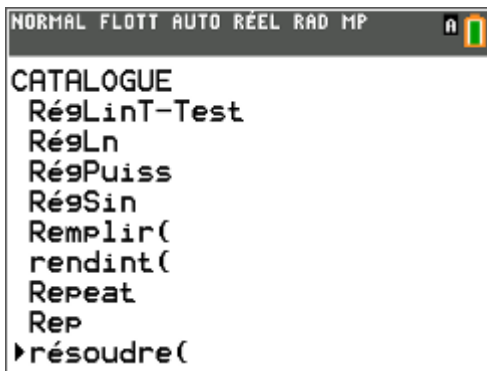 NORMAL FLOTT AUTO RÉEL RAD MP A
CATALOGUE
RégLinT-Test
RégLn
RégPuiss
RégSin
Remplir(
rendint(
Repeat
Rep
▶résoudre(